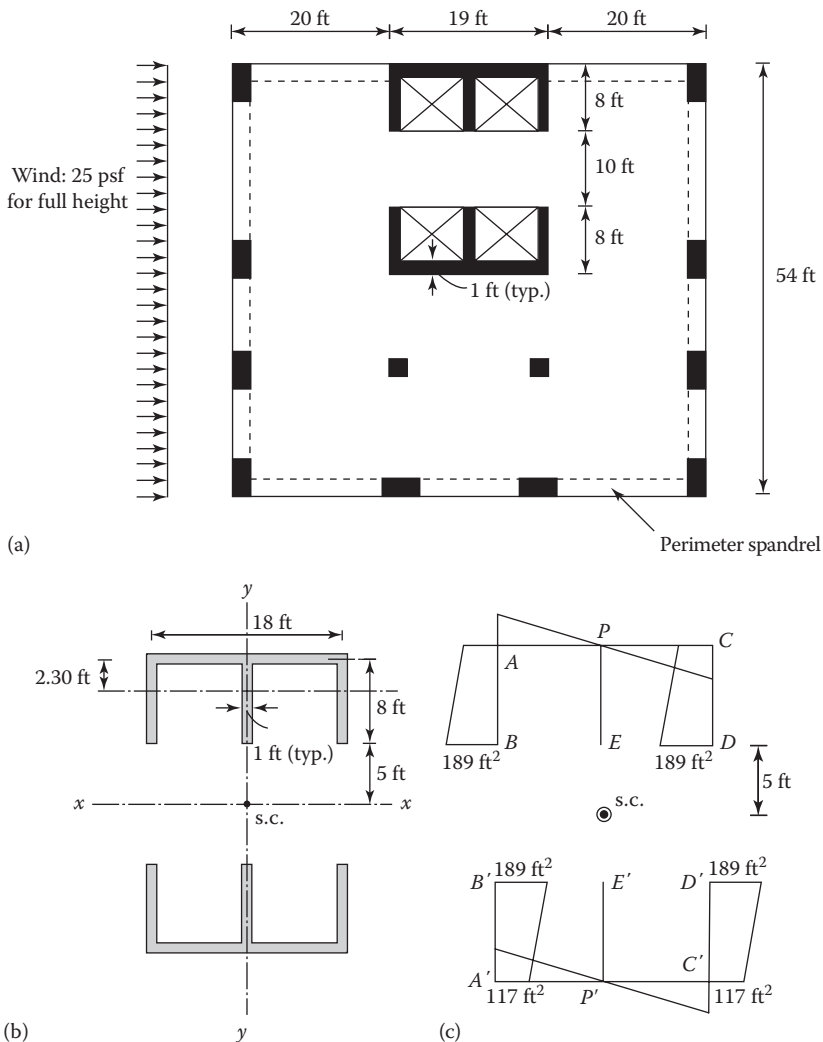 20 ft
19 ft
20 ft
8 ft
Wind: 25 psf
for full height
10 ft
8 ft
1 ft (typ.)
54 ft
(a)
Perimeter spandrel
y
18 ft
2.30 ft
8 ft
1 ft (typ.)
5 ft
x
x
s.c.
y
(b)
P
C
A
B
E
D
189 ft²
189 ft²
5 ft
s.c.
B′
189 ft²
E′
D′
189 ft²
A′
117 ft²
P′
C′
117 ft²
(c)